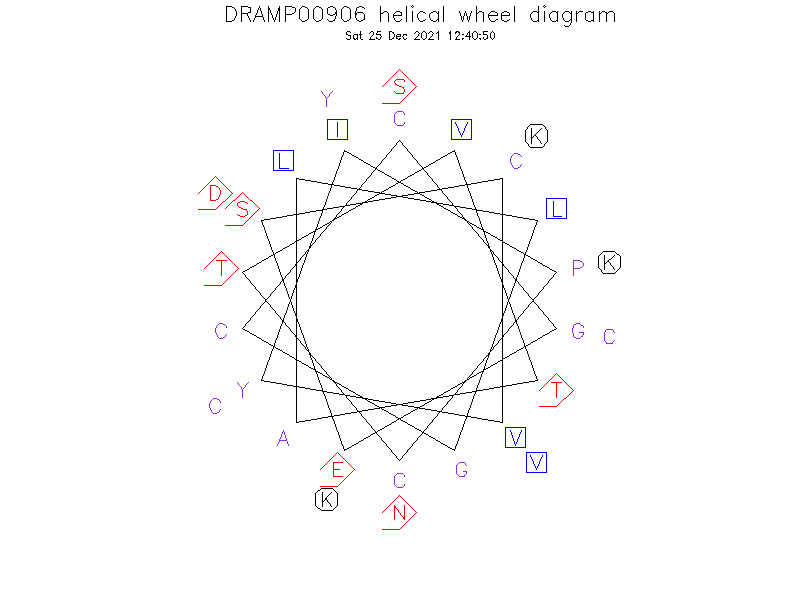 DRAMP00906 helical wheel diagram
Sat 25 Dec 2021 12:40:50
S
Y
C
I
V
K
L
C
D
S
L
T
P
K
C
G
C
Y
T
C
A
V
E
G
V
C
K
N